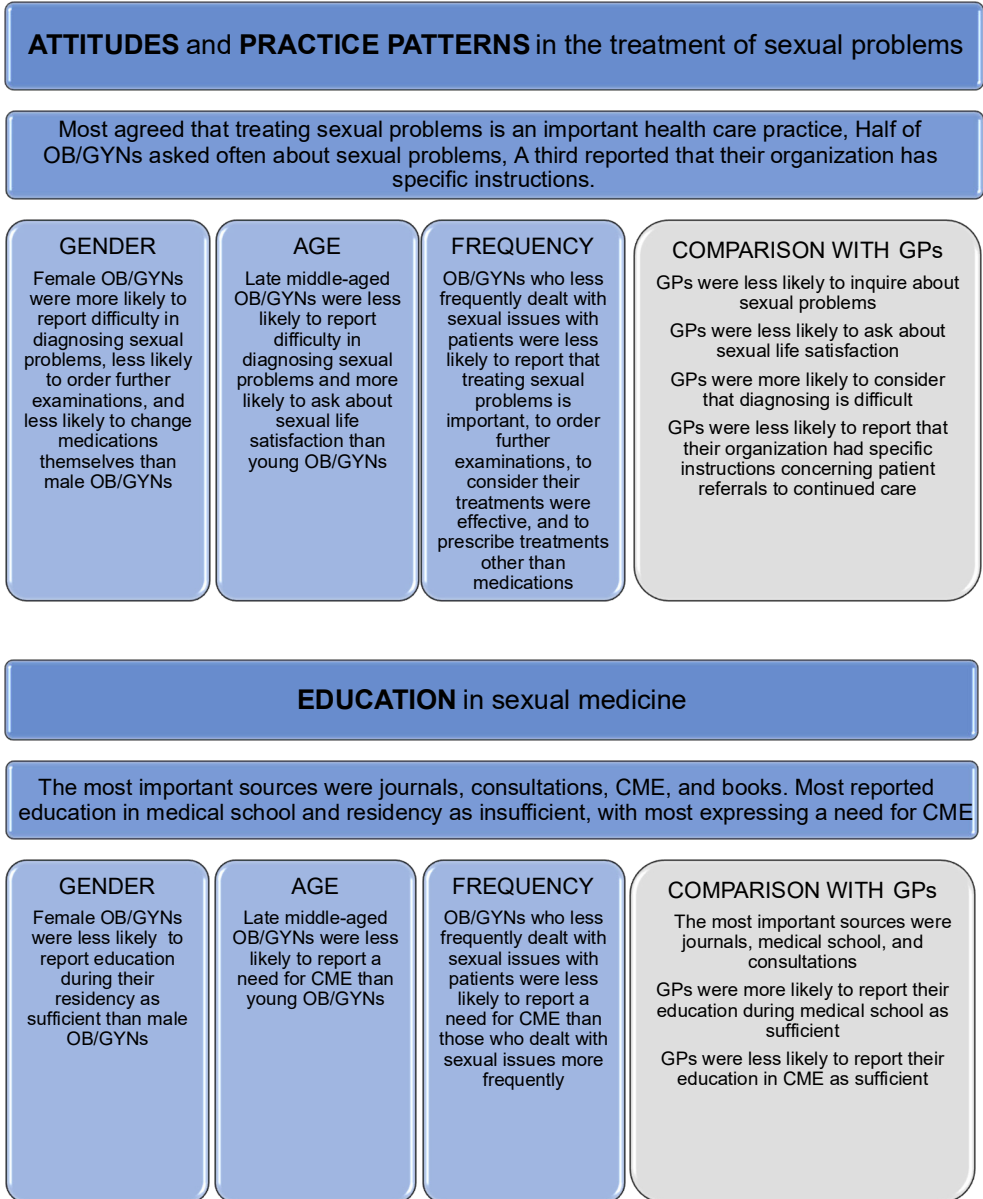 ATTITUDES and PRACTICE PATTERNS in the treatment of sexual problems
Most agreed that treating sexual problems is an important health care practice, Half of
OB/GYNs asked often about sexual problems, A third reported that their organization has
specific instructions.
GENDER
Female OB/GYNs
were more likely to
report difficulty in
diagnosing sexual
problems, less likely
to order further
examinations, and
less likely to change
medications
themselves than
male OB/GYNs
AGE
Late middle-aged
OB/GYNs were less
likely to report
difficulty in
diagnosing sexual
problems and more
likely to ask about
sexual life
satisfaction than
young OB/GYNs
FREQUENCY
OB/GYNs who less
frequently dealt with
sexual issues with
patients were less
likely to report that
treating sexual
problems is
important, to order
further
examinations, to
consider their
treatments were
effective, and to
prescribe treatments
other than
medications
COMPARISON WITH GPs
GPs were less likely to inquire about
sexual problems
GPs were less likely to ask about
sexual life satisfaction
GPs were more likely to consider
that diagnosing is difficult
GPs were less likely to report that
their organization had specific
instructions concerning patient
referrals to continued care
EDUCATION in sexual medicine
The most important sources were journals, consultations, CME, and books. Most reported
education in medical school and residency as insufficient, with most expressing a need for CME
GENDER
Female OB/GYNs
were less likely to
report education
during their
residency as
sufficient than male
OB/GYNs
AGE
Late middle-aged
OB/GYNs were less
likely to report a
need for CME than
young OB/GYNs
FREQUENCY
OB/GYNs who less
frequently dealt with
sexual issues with
patients were less
likely to report a
need for CME than
those who dealt with
sexual issues more
frequently
COMPARISON WITH GPs
The most important sources were
journals, medical school, and
consultations
GPs were more likely to report their
education during medical school as
sufficient
GPs were less likely to report their
education in CME as sufficient